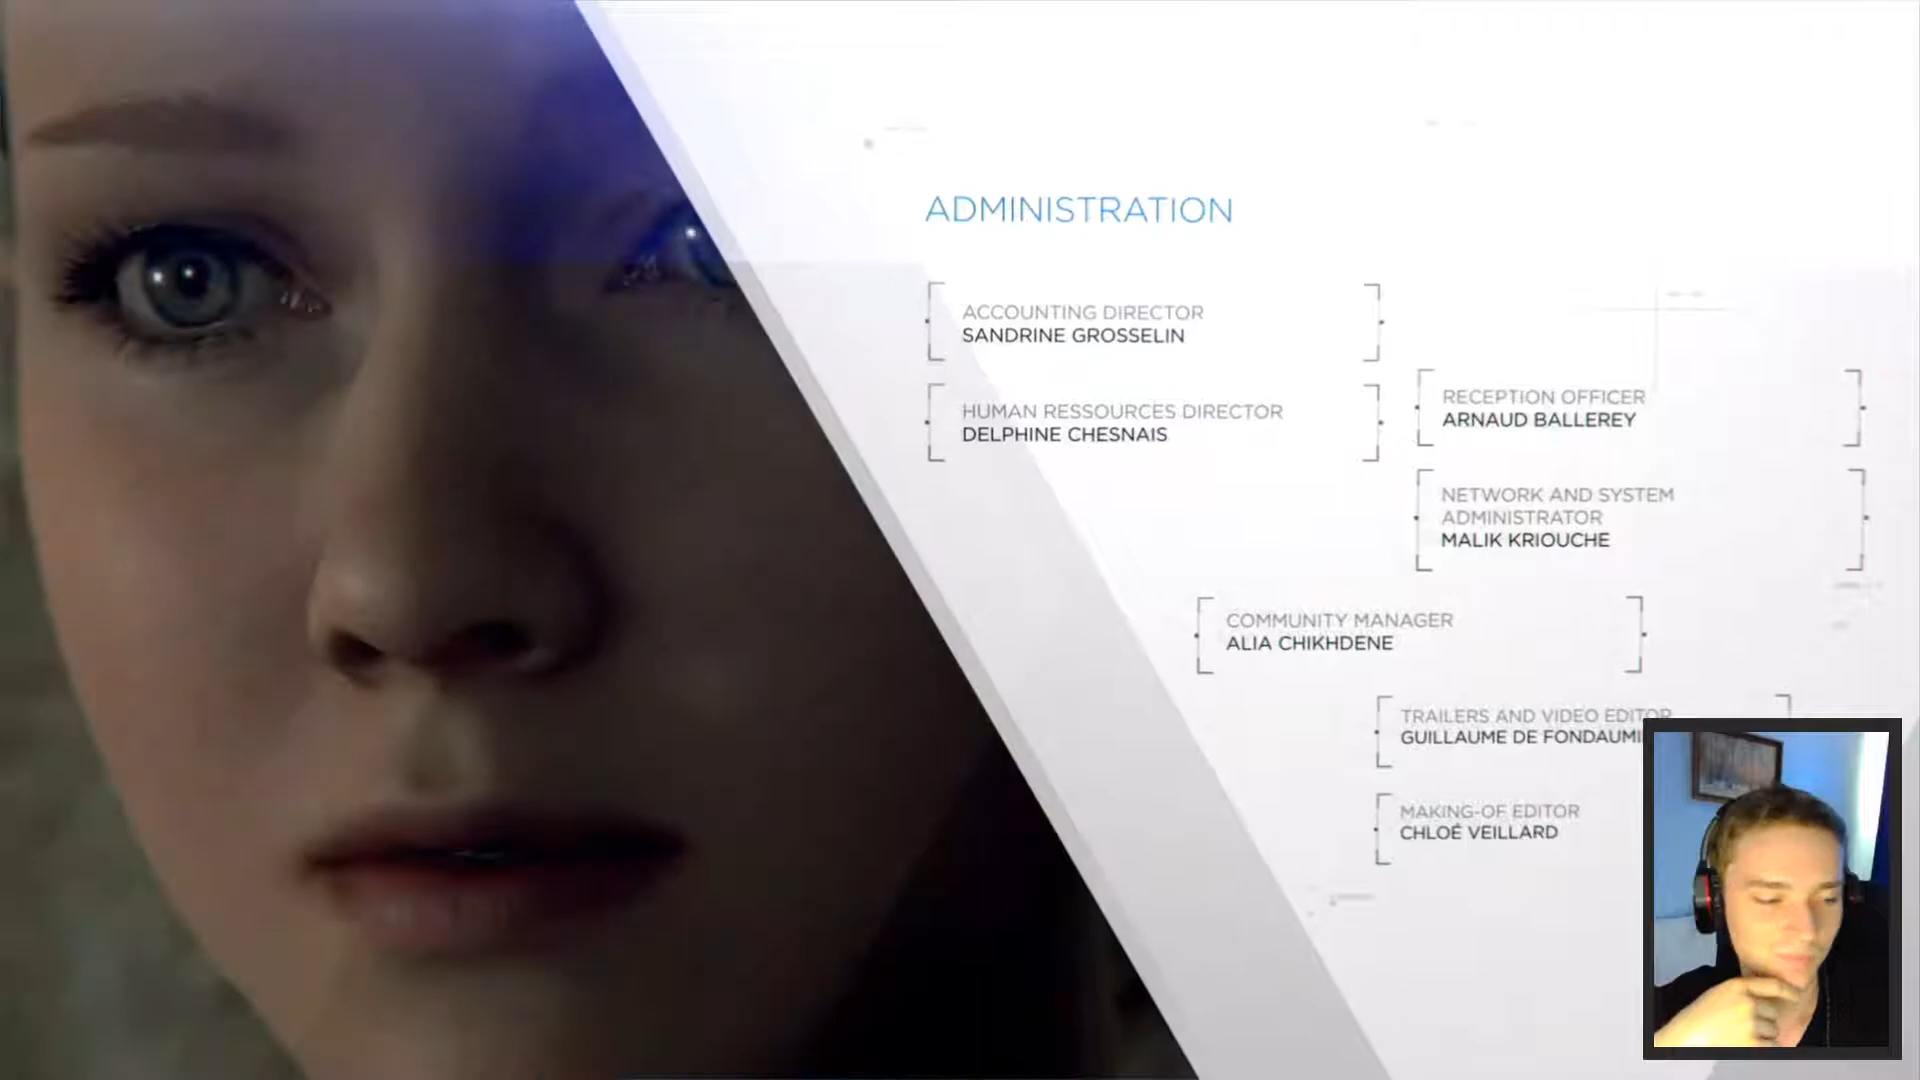 ADMINISTRATION
ACCOUNTING DIRECTOR
SANDRINE GROSSELIN
HUMAN RESSOURCES DIRECTOR
DELPHINE CHESNAIS
RECEPTION OFFICER
ARNAUD BALLEREY
NETWORK AND SYSTEM
ADMINISTRATOR
MALIK KRIOUCHE
COMMUNITY MANAGER
ALIA CHIKHDENE
TRAILERS AND VIDEO EDITOR
GUILLAUME DE
MAKING-OF EDITOR
CHLOÉ VEILLARD